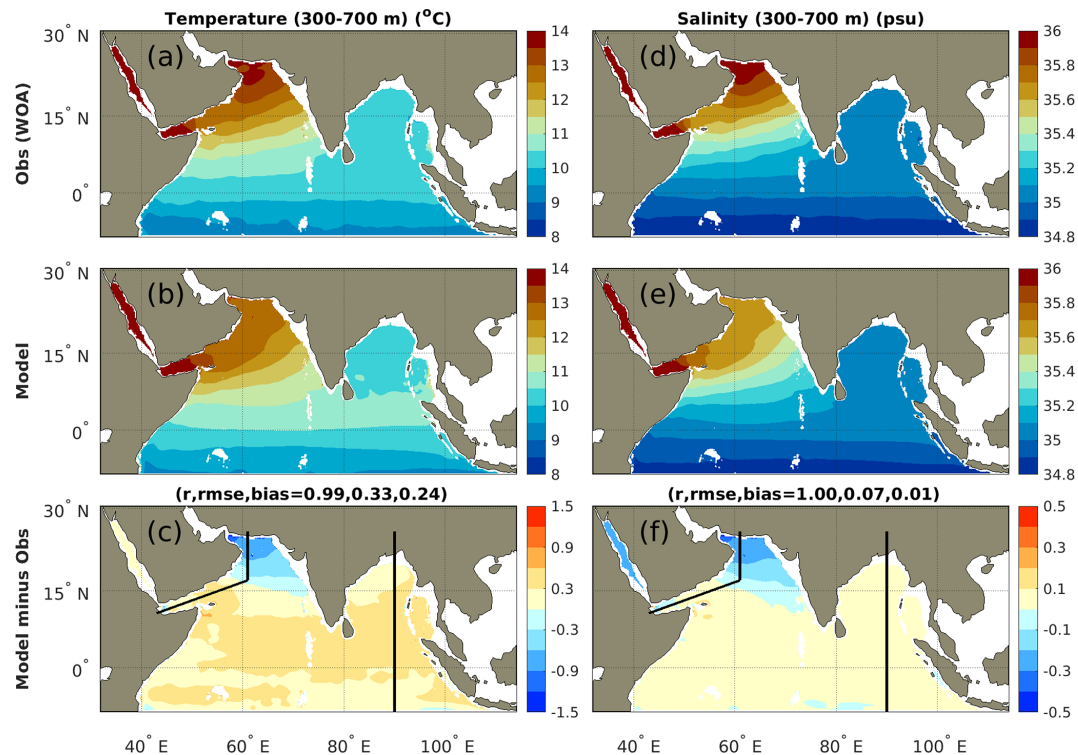 Temperature (300-700 m) (°C)
Salinity (300-700 m) (psu)
30° N
15° N
0°
Obs (WOA)
(a)
14
13
12
11
10
9
8
(d)
36
35.8
35.6
35.4
35.2
35
34.8
30° N
15° N
0°
Model
(b)
14
13
12
11
10
9
8
(e)
36
35.8
35.6
35.4
35.2
35
34.8
(r,rmse,bias=0.99,0.33,0.24)
(r,rmse,bias=1.00,0.07,0.01)
30° N
15° N
0°
Model minus Obs
(c)
1.5
0.9
0.3
-0.3
-0.9
-1.5
(f)
0.5
0.3
0.1
-0.1
-0.3
-0.5
40° E
60° E
80° E
100° E
40° E
60° E
80° E
100° E